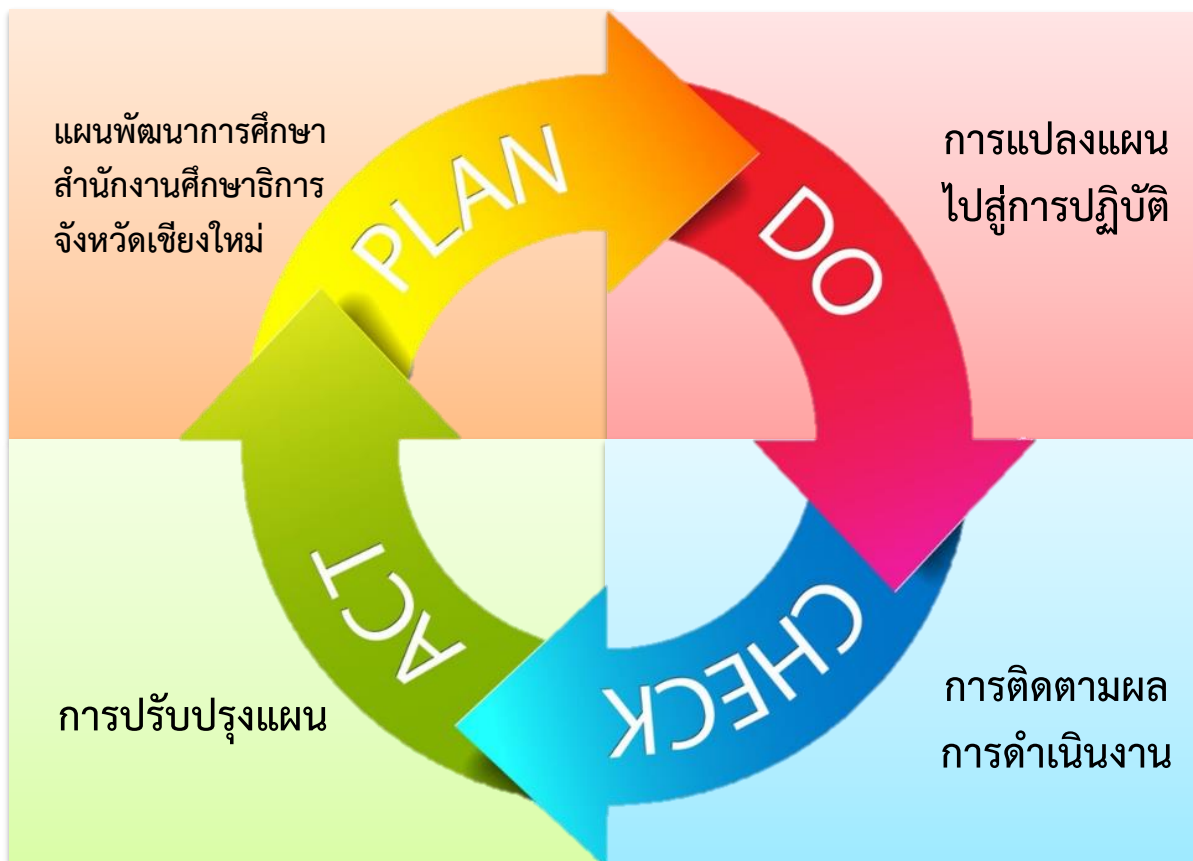 แผนพัฒนาการศึกษา
สำนักงานศึกษาธิการ
จังหวัดเชียงใหม่
PLAN
การแปลงแผน
ไปสู่การปฏิบัติ
DO
ACT
การปรับปรุงแผน
CHECK
การติดตามผล
การดำเนินงาน